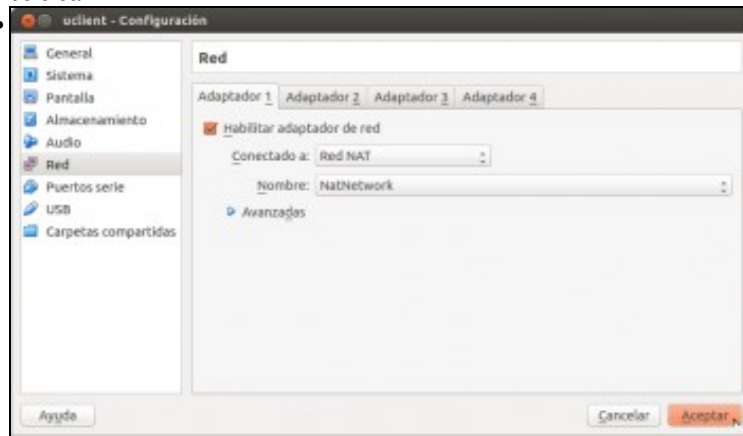 uclient - Configuración
General
Sistema
Pantalla
Almacenamiento
Audio
Red
Puertos serie
USB
Carpetas compartidas
Red
Adaptador 1 Adaptador 2 Adaptador 3 Adaptador 4
Habilitar adaptador de red
Conectado a: Red NAT
Nombre: NatNetwork
Avanzadas
Ayuda Cancelar Aceptar